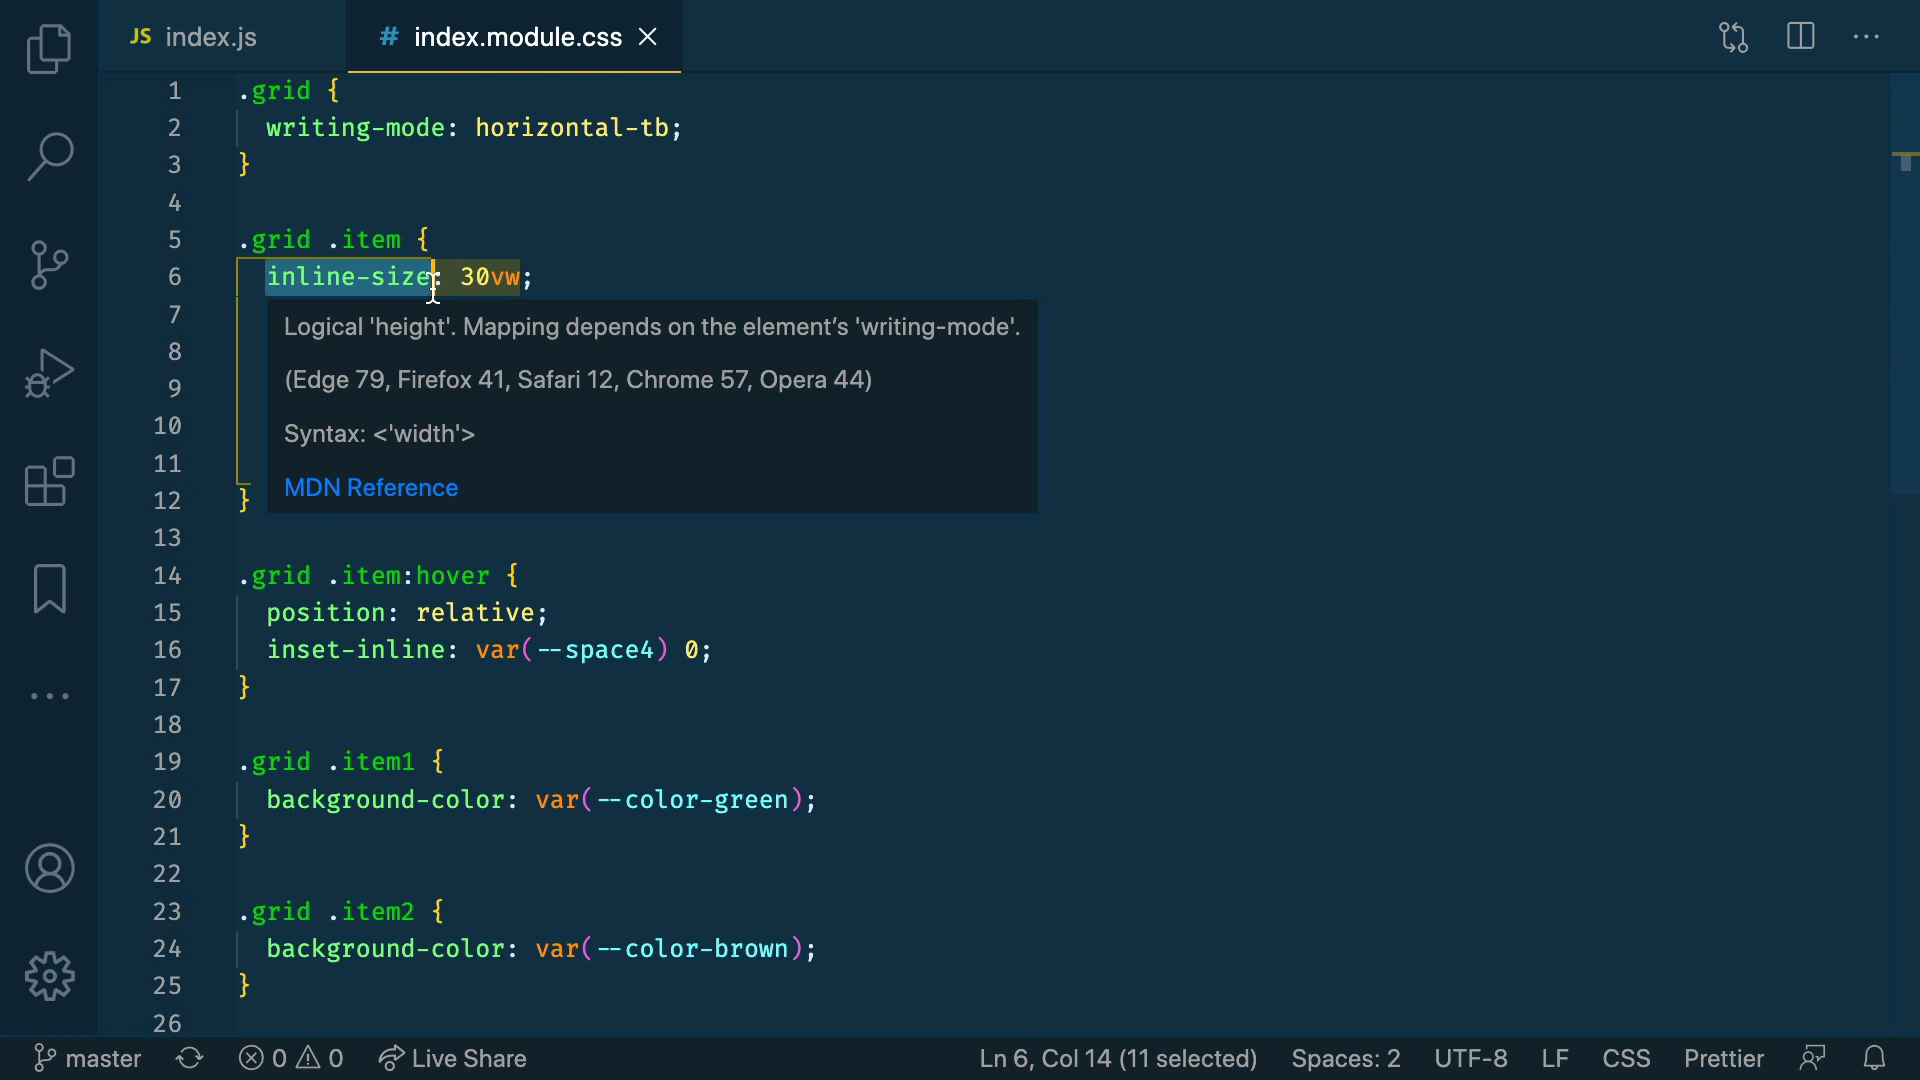 JS index.js
# index.module.css
1 .grid {
2 writing-mode: horizontal-tb;
3 }
4
5 .grid .item {
6 inline-size: 30vw;
7
Logical 'height'. Mapping depends on the element's 'writing-mode'.
8
(Edge 79, Firefox 41, Safari 12, Chrome 57, Opera 44)
9
10
Syntax: <'width'>
11
MDN Reference
12 }
13
14 .grid .item:hover {
15 position: relative;
16 inset-inline: var(--space4) 0;
17 }
18
19 .grid .item1 {
20 background-color: var(--color-green);
21 }
22
23 .grid .item2 {
24 background-color: var(--color-brown);
25 }
26
master 0 0 Live Share Ln 6, Col 14 (11 selected) Spaces: 2 UTF-8 LF CSS Prettier